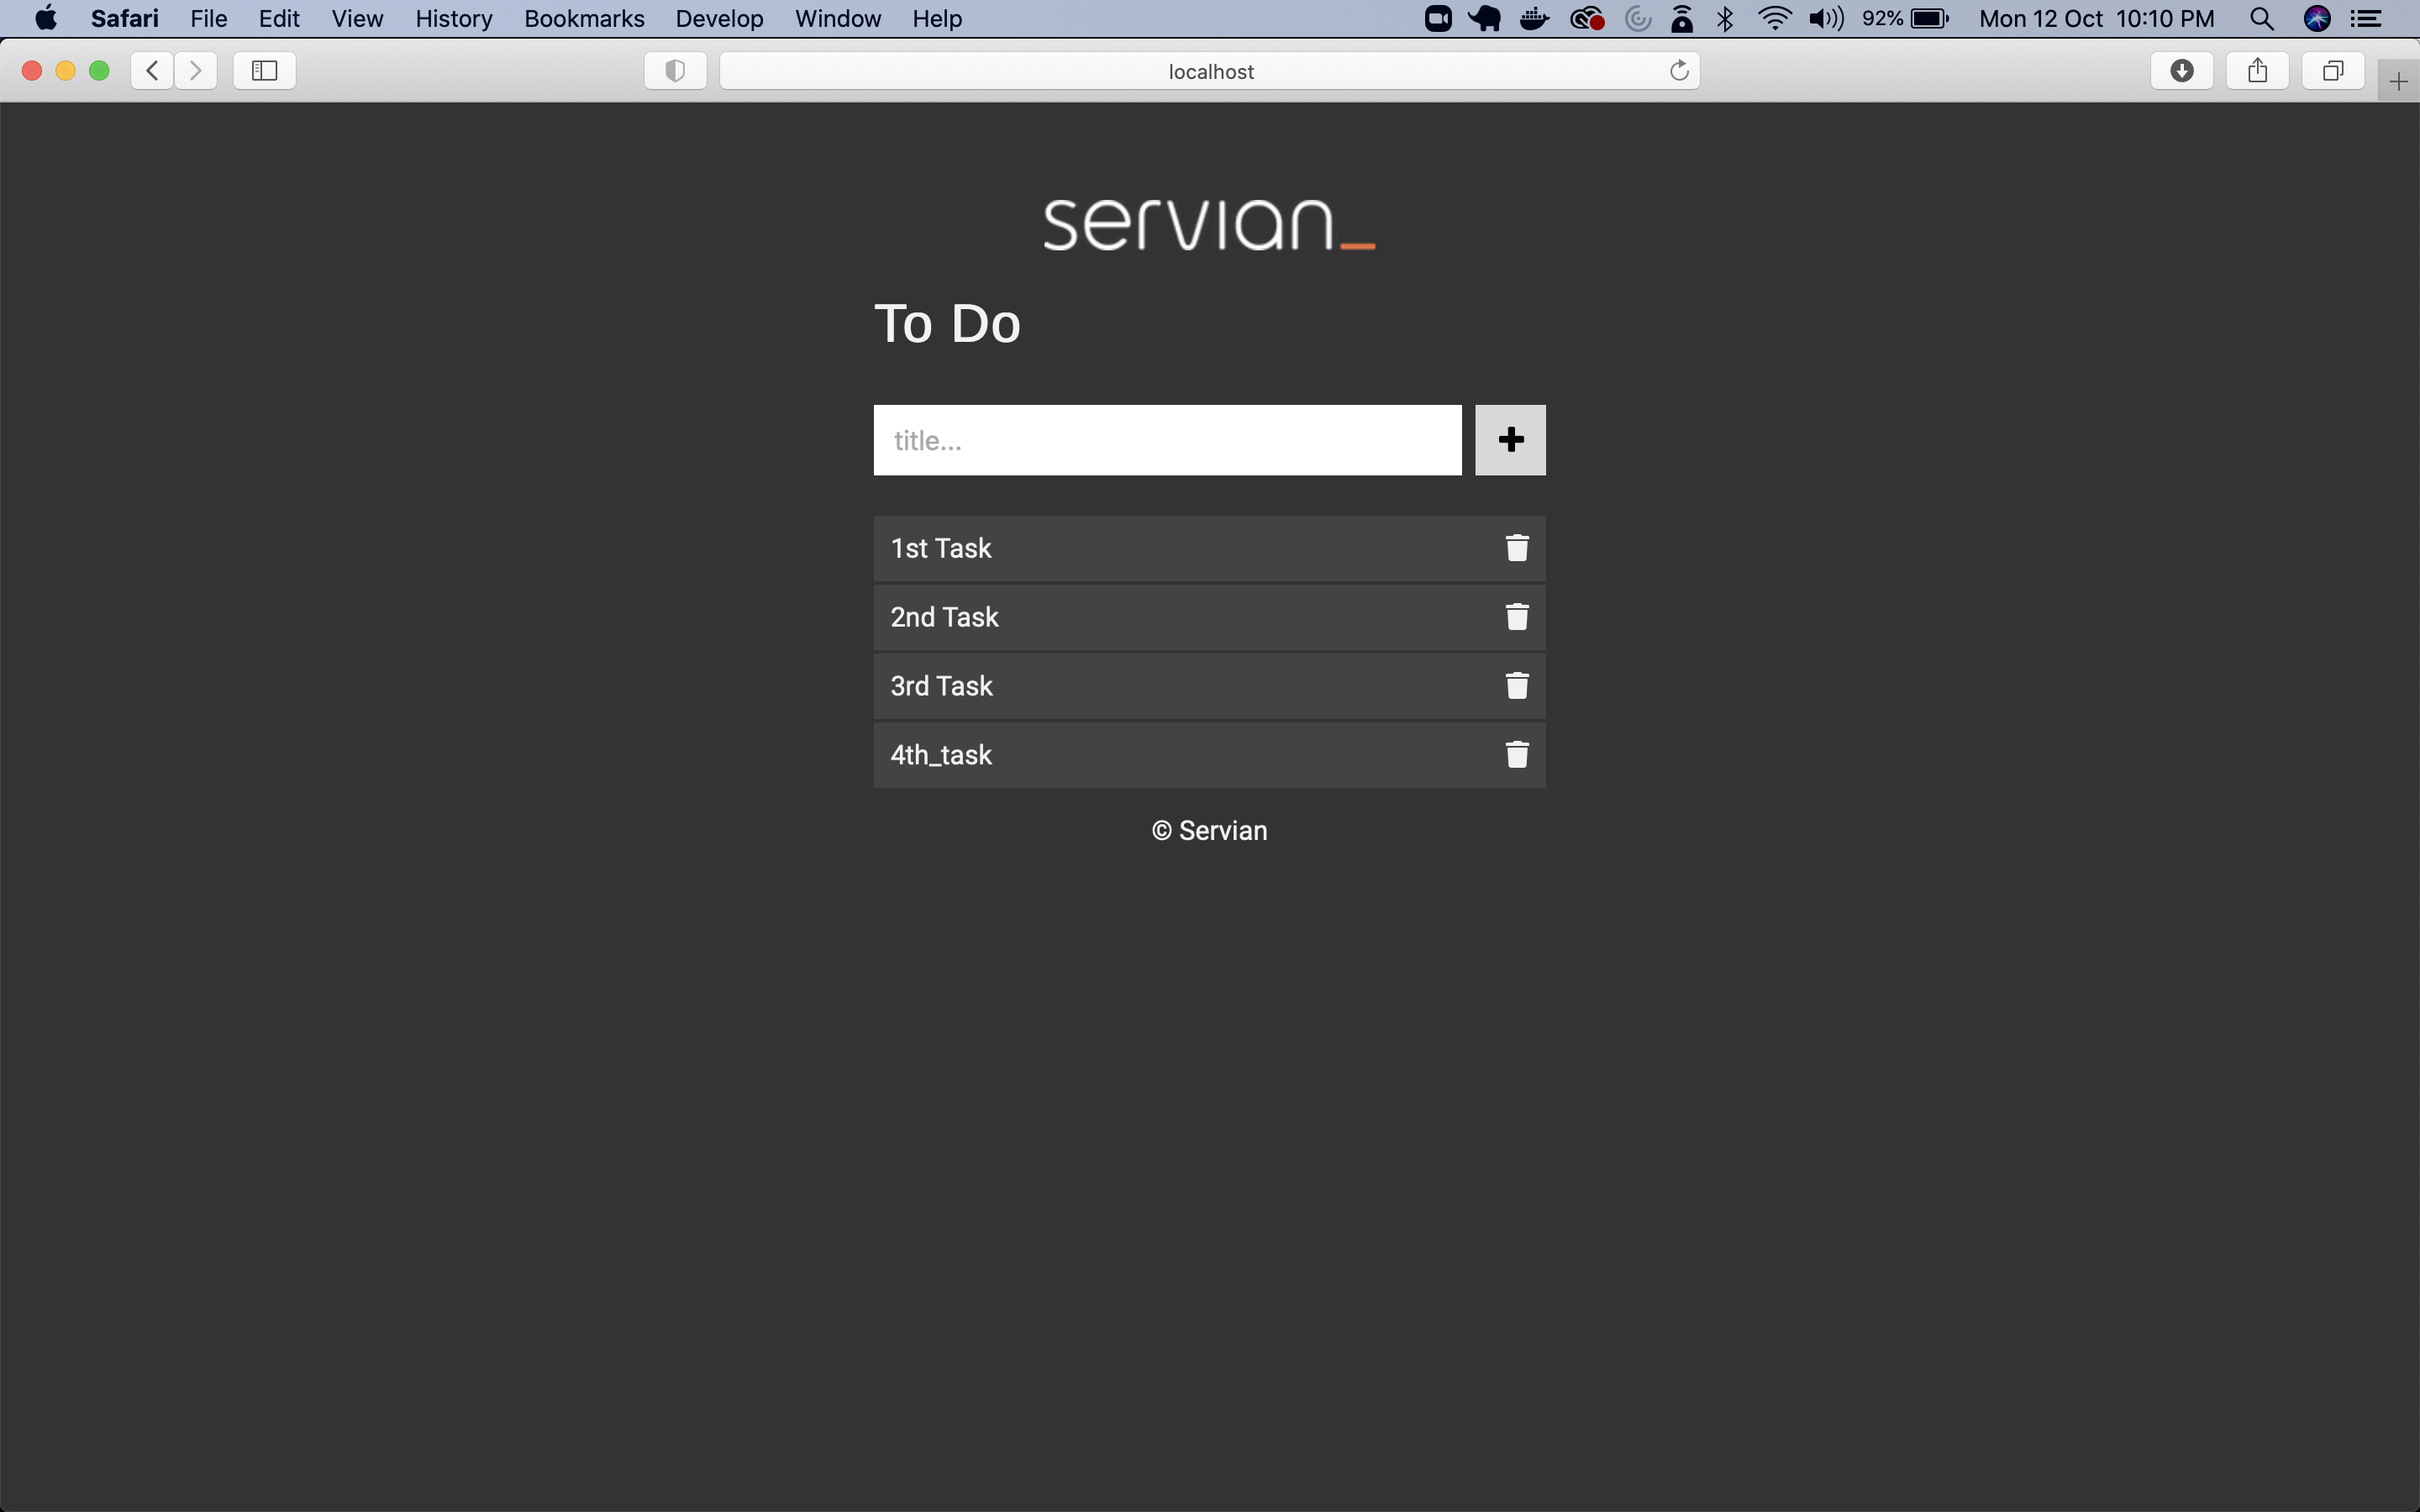 Safari File Edit View History Bookmarks Develop Window Help 92% Mon 12 Oct 10:10 PM
localhost
servian_
To Do
title...
1st Task
2nd Task
3rd Task
4th_task
© Servian